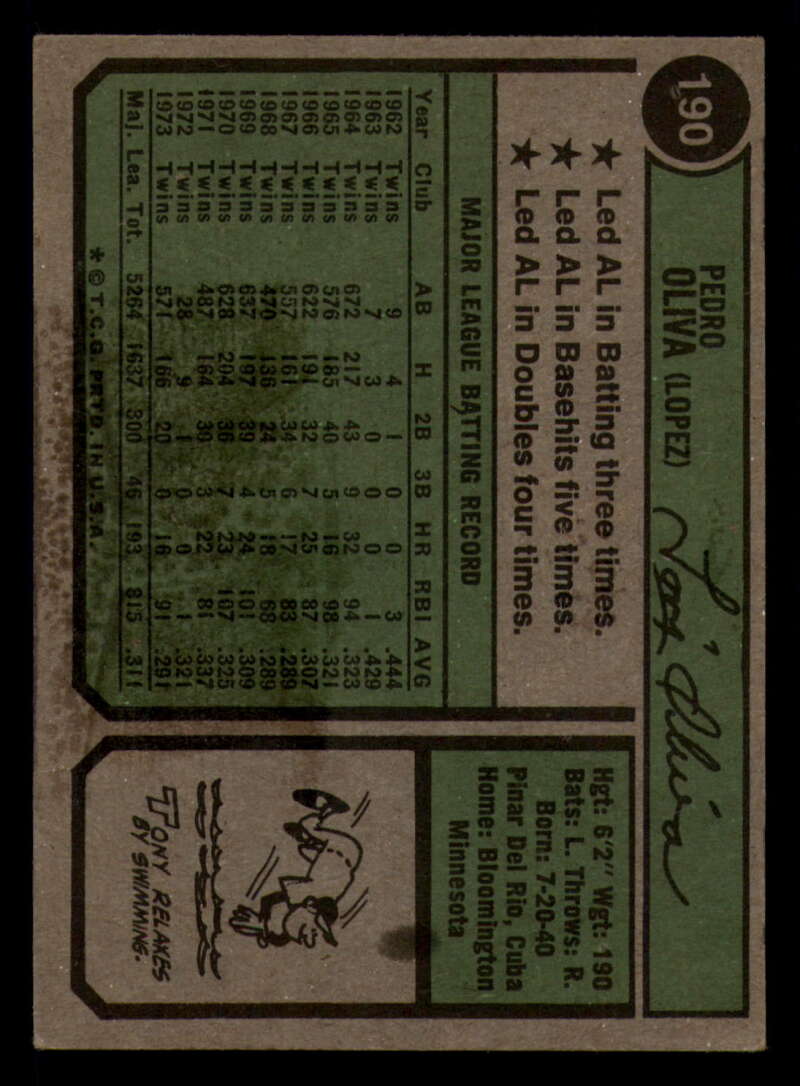 190
PEDRO
OLIVA (LOPEZ)
Tony Oliva
★ Led AL in Batting three times.
★ Led AL in Basehits five times.
★ Led AL in Doubles four times.
MAJOR LEAGUE BATTING RECORD
Year Club AB H 2B 3B HR RBI AVG
1962 Twins 9 4 1 0 0 3 .444
1963 Twins 7 3 0 0 0 1 .429
1964 Twins 672 217 43 9 32 94 .323
1965 Twins 576 185 40 5 16 98 .321
1966 Twins 622 191 32 7 25 87 .307
1967 Twins 557 161 34 6 17 83 .289
1968 Twins 470 136 24 5 18 68 .289
1969 Twins 637 197 39 4 24 101 .309
1970 Twins 628 204 36 7 23 107 .325
1971 Twins 487 164 30 3 22 81 .337
1972 Twins 28 9 1 0 0 1 .321
1973 Twins 571 166 20 0 16 91 .291
Maj. Lea. Tot. 5264 1637 300 46 193 815 .311
* © T.C.G. PRTD. IN U.S.A.
Hgt: 6'2" Wgt: 190
Bats: L. Throws: R.
Born: 7-20-40
Pinar Del Rio, Cuba
Home: Bloomington
Minnesota
TONY RELAXES
BY SWIMMING.